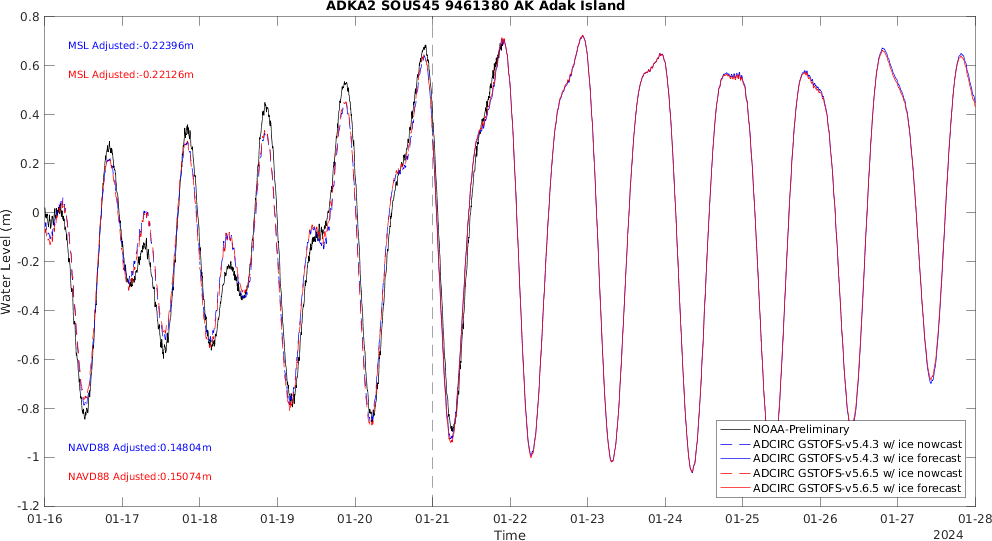 ADKA2 SOUS45 9461380 AK Adak Island
MSL Adjusted:-0.22396m
MSL Adjusted:-0.22126m
NAVD88 Adjusted:0.14804m
NAVD88 Adjusted:0.15074m
Water Level (m)
0.8
0.6
0.4
0.2
0
-0.2
-0.4
-0.6
-0.8
-1
-1.2
NOAA-Preliminary
ADCIRC GSTOFS-v5.4.3 w/ ice nowcast
ADCIRC GSTOFS-v5.4.3 w/ ice forecast
ADCIRC GSTOFS-v5.6.5 w/ ice nowcast
ADCIRC GSTOFS-v5.6.5 w/ ice forecast
01-16 01-17 01-18 01-19 01-20 01-21 01-22 01-23 01-24 01-25 01-26 01-27 01-28
Time
2024